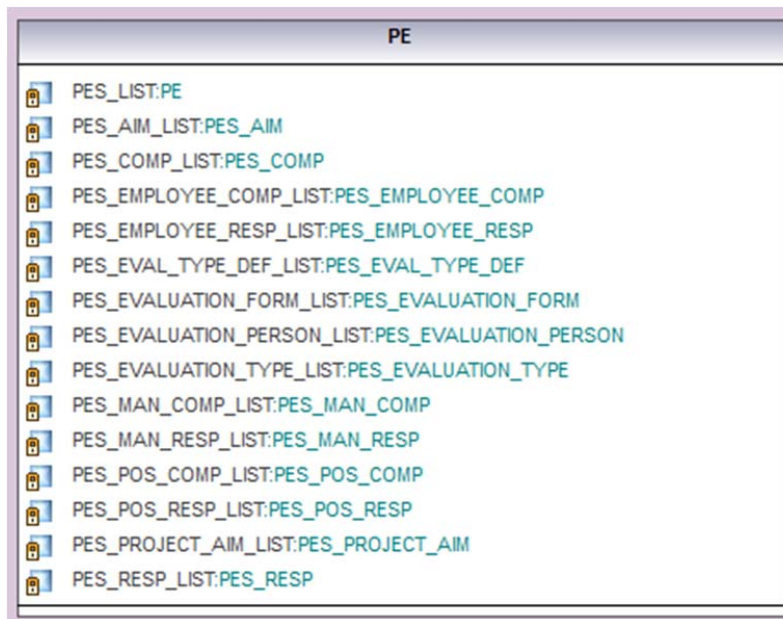 PE
PES_LIST:PE
PES_AIM_LIST:PES_AIM
PES_COMP_LIST:PES_COMP
PES_EMPLOYEE_COMP_LIST:PES_EMPLOYEE_COMP
PES_EMPLOYEE_RESP_LIST:PES_EMPLOYEE_RESP
PES_EVAL_TYPE_DEF_LIST:PES_EVAL_TYPE_DEF
PES_EVALUATION_FORM_LIST:PES_EVALUATION_FORM
PES_EVALUATION_PERSON_LIST:PES_EVALUATION_PERSON
PES_EVALUATION_TYPE_LIST:PES_EVALUATION_TYPE
PES_MAN_COMP_LIST:PES_MAN_COMP
PES_MAN_RESP_LIST:PES_MAN_RESP
PES_POS_COMP_LIST:PES_POS_COMP
PES_POS_RESP_LIST:PES_POS_RESP
PES_PROJECT_AIM_LIST:PES_PROJECT_AIM
PES_RESP_LIST:PES_RESP